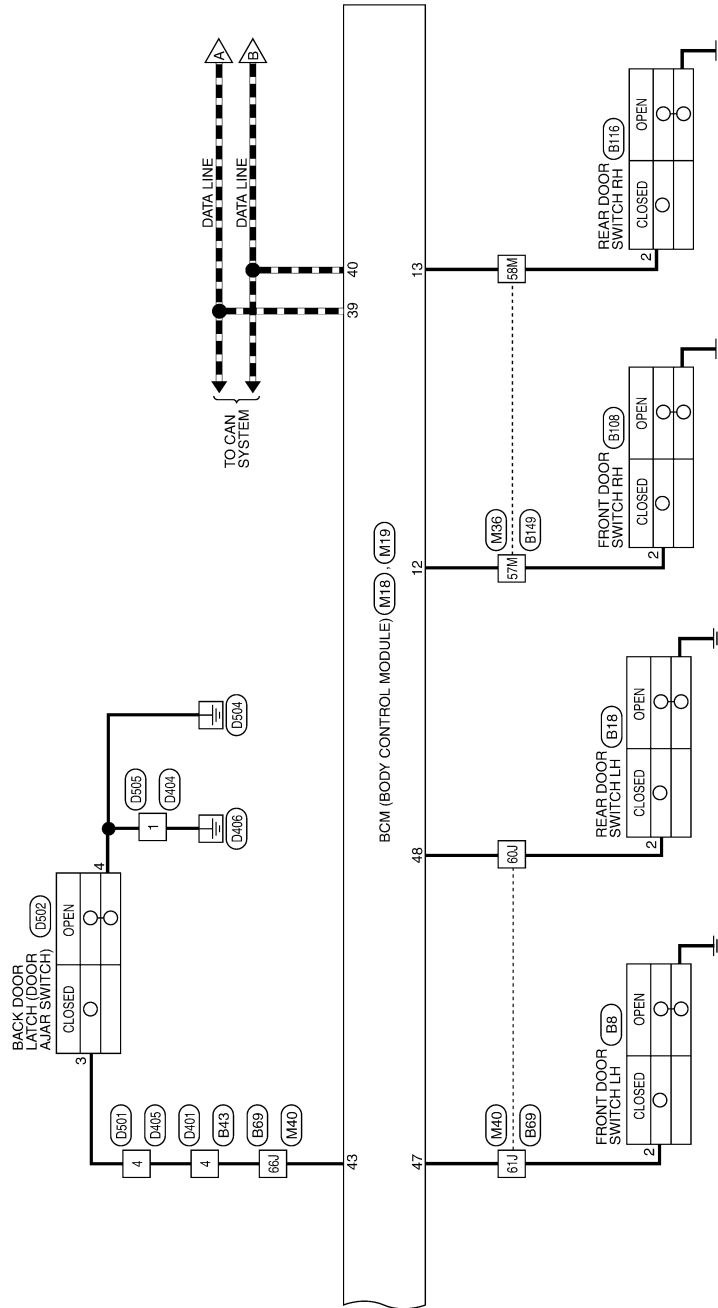 BACK DOOR
LATCH (DOOR
AJAR SWITCH)
D502
CLOSED
OPEN
3
4
D501
4
D405
D401
4
B43
B69
66J
M40
D505
1
D404
D406
D504
DATA LINE
A
DATA LINE
B
TO CAN
SYSTEM
43
39
40
BCM (BODY CONTROL MODULE) M18 , M19
47
48
12
13
M40
61J
B69
60J
M36
57M
B149
58M
2
FRONT DOOR
SWITCH LH
B8
CLOSED
OPEN
2
REAR DOOR
SWITCH LH
B18
CLOSED
OPEN
2
FRONT DOOR
SWITCH RH
B108
CLOSED
OPEN
2
REAR DOOR
SWITCH RH
B116
CLOSED
OPEN